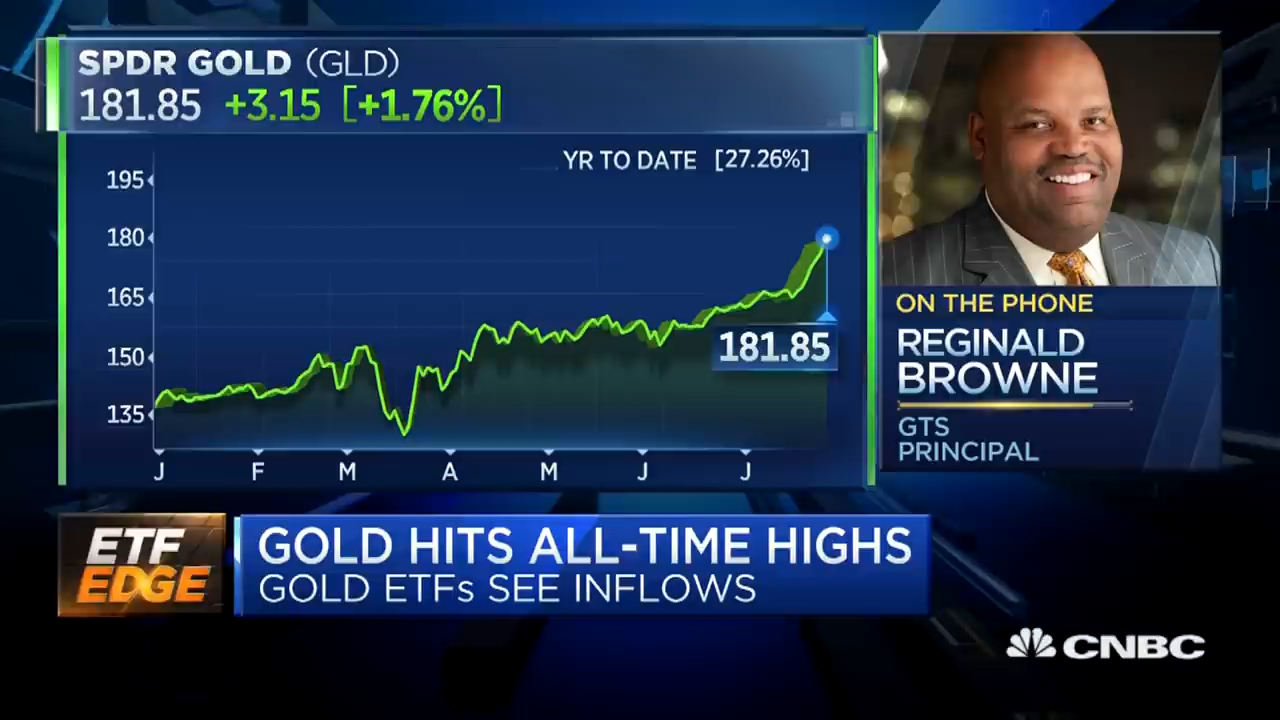 SPDR GOLD (GLD)
181.85 +3.15 [+1.76%]
YR TO DATE [27.26%]
195
180
165
150
135
181.85
J F M A M J J
ON THE PHONE
REGINALD
BROWNE
GTS
PRINCIPAL
ETF
EDGE
GOLD HITS ALL-TIME HIGHS
GOLD ETFs SEE INFLOWS
CNBC